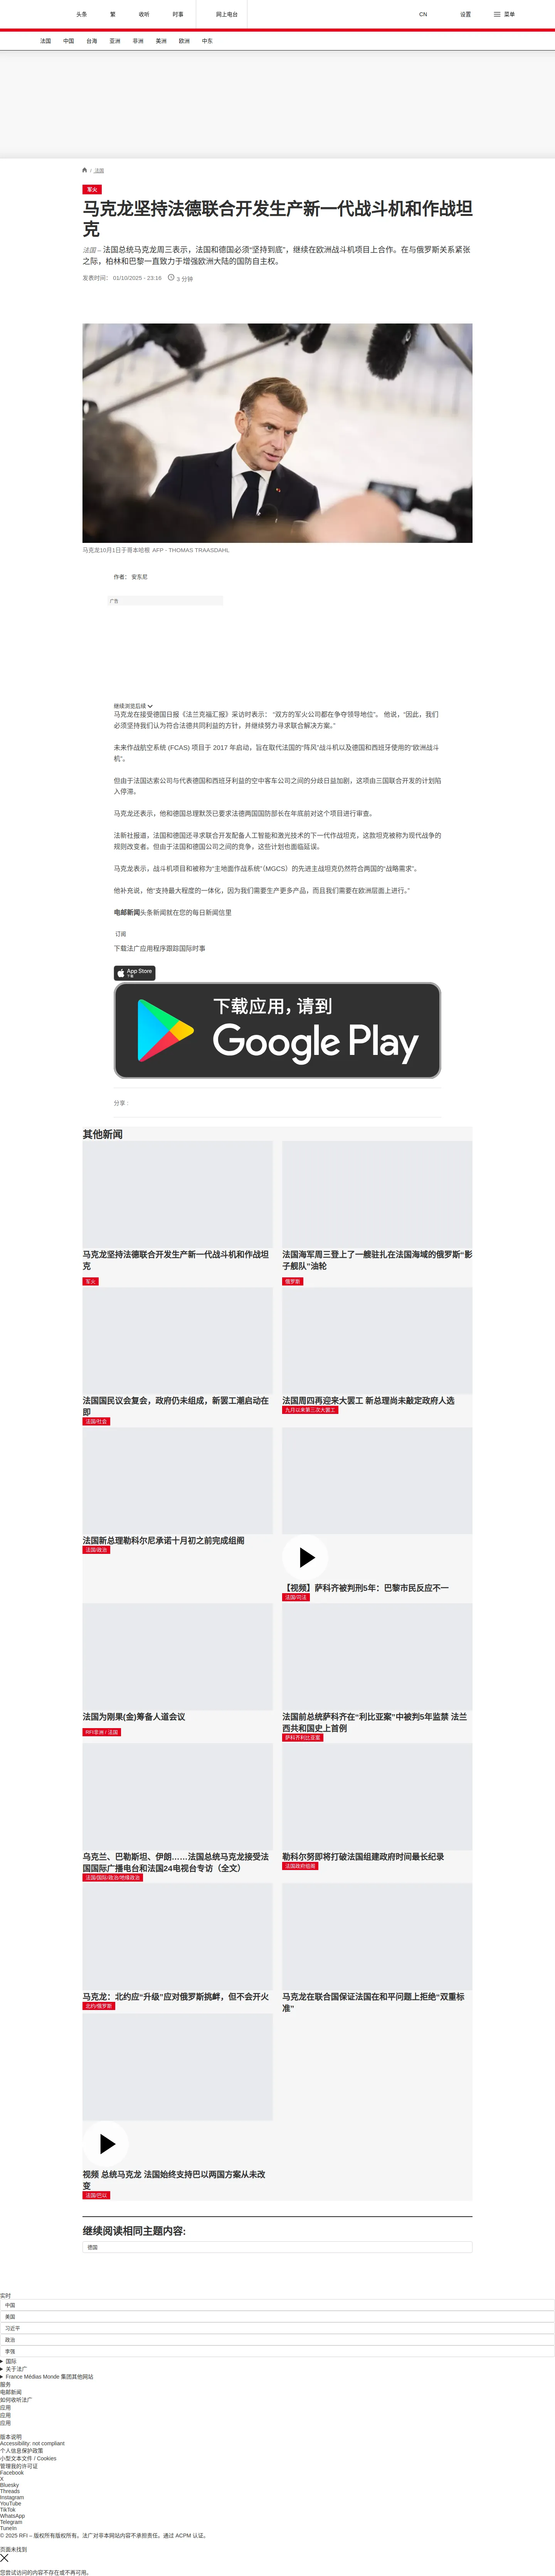 头条
繁
收听
时事
网上电台
CN
设置
菜单
法国
中国
台海
亚洲
非洲
美洲
欧洲
中东
/ 法国
军火
马克龙坚持法德联合开发生产新一代战斗机和作战坦
克
法国 – 法国总统马克龙周三表示，法国和德国必须“坚持到底”，继续在欧洲战斗机项目上合作。在与俄罗斯关系紧张
之际，柏林和巴黎一直致力于增强欧洲大陆的国防自主权。
发表时间： 01/10/2025 - 23:16
3 分钟
马克龙10月1日于哥本哈根 AFP - THOMAS TRAASDAHL
作者： 安东尼
广告
继续浏览后续
马克龙在接受德国日报《法兰克福汇报》采访时表示： “双方的军火公司都在争夺领导地位”。 他说，“因此，我们
必须坚持我们认为符合法德共同利益的方针，并继续努力寻求联合解决方案。”
未来作战航空系统 (FCAS) 项目于 2017 年启动，旨在取代法国的“阵风”战斗机以及德国和西班牙使用的“欧洲战斗
机”。
但由于法国达索公司与代表德国和西班牙利益的空中客车公司之间的分歧日益加剧，这项由三国联合开发的计划陷
入停滞。
马克龙还表示，他和德国总理默茨已要求法德两国国防部长在年底前对这个项目进行审查。
法新社报道，法国和德国还寻求联合开发配备人工智能和激光技术的下一代作战坦克，这款坦克被称为现代战争的
规则改变者。但由于法国和德国公司之间的竞争，这些计划也面临延误。
马克龙表示，战斗机项目和被称为“主地面作战系统”（MGCS）的先进主战坦克仍然符合两国的“战略需求”。
他补充说，他“支持最大程度的一体化，因为我们需要生产更多产品，而且我们需要在欧洲层面上进行。”
电邮新闻头条新闻就在您的每日新闻信里
订阅
下载法广应用程序跟踪国际时事
App Store
下载
下载应用，请到
Google Play
分享 :
其他新闻
马克龙坚持法德联合开发生产新一代战斗机和作战坦
克
军火
法国海军周三登上了一艘驻扎在法国海域的俄罗斯“影
子舰队”油轮
俄罗斯
法国国民议会复会，政府仍未组成，新罢工潮启动在
即
法国/社会
法国周四再迎来大罢工 新总理尚未敲定政府人选
九月以来第三次大罢工
法国新总理勒科尔尼承诺十月初之前完成组阁
法国/政治
【视频】萨科齐被判刑5年：巴黎市民反应不一
法国/司法
法国为刚果(金)筹备人道会议
RFI非洲 / 法国
法国前总统萨科齐在“利比亚案”中被判5年监禁 法兰
西共和国史上首例
萨科齐利比亚案
乌克兰、巴勒斯坦、伊朗……法国总统马克龙接受法
国国际广播电台和法国24电视台专访（全文）
法国/国际/政治/地缘政治
勒科尔努即将打破法国组建政府时间最长纪录
法国政府组阁
马克龙：北约应“升级”应对俄罗斯挑衅，但不会开火
北约/俄罗斯
马克龙在联合国保证法国在和平问题上拒绝“双重标
准”
视频 总统马克龙 法国始终支持巴以两国方案从未改
变
法国/巴以
继续阅读相同主题内容:
德国
实时
中国
美国
习近平
政治
李强
国际
关于法广
France Médias Monde 集团其他网站
服务
电邮新闻
如何收听法广
应用
应用
应用
版本说明
Accessibility: not compliant
个人信息保护政策
小型文本文件 / Cookies
管理我的许可证
Facebook
X
Bluesky
Threads
Instagram
YouTube
TikTok
WhatsApp
Telegram
TuneIn
© 2025 RFI – 版权所有版权所有。法广对非本网站内容不承担责任。通过 ACPM 认证。
页面未找到
您尝试访问的内容不存在或不再可用。